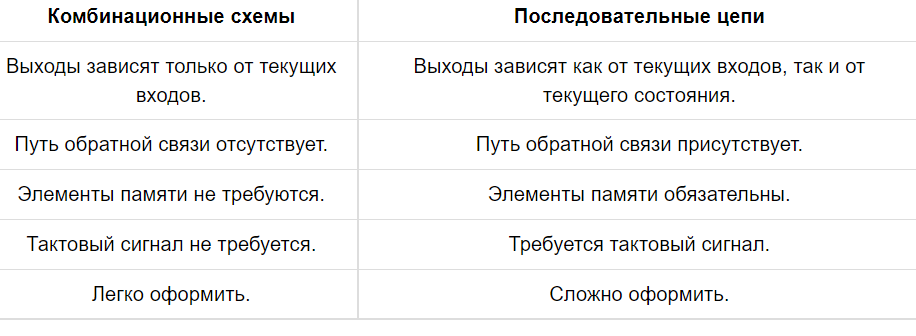 Комбинационные схемы
Последовательные цепи
Выходы зависят только от текущих
входов.
Выходы зависят как от текущих входов, так и от
текущего состояния.
Путь обратной связи отсутствует.
Путь обратной связи присутствует.
Элементы памяти не требуются.
Элементы памяти обязательны.
Тактовый сигнал не требуется.
Требуется тактовый сигнал.
Легко оформить.
Сложно оформить.